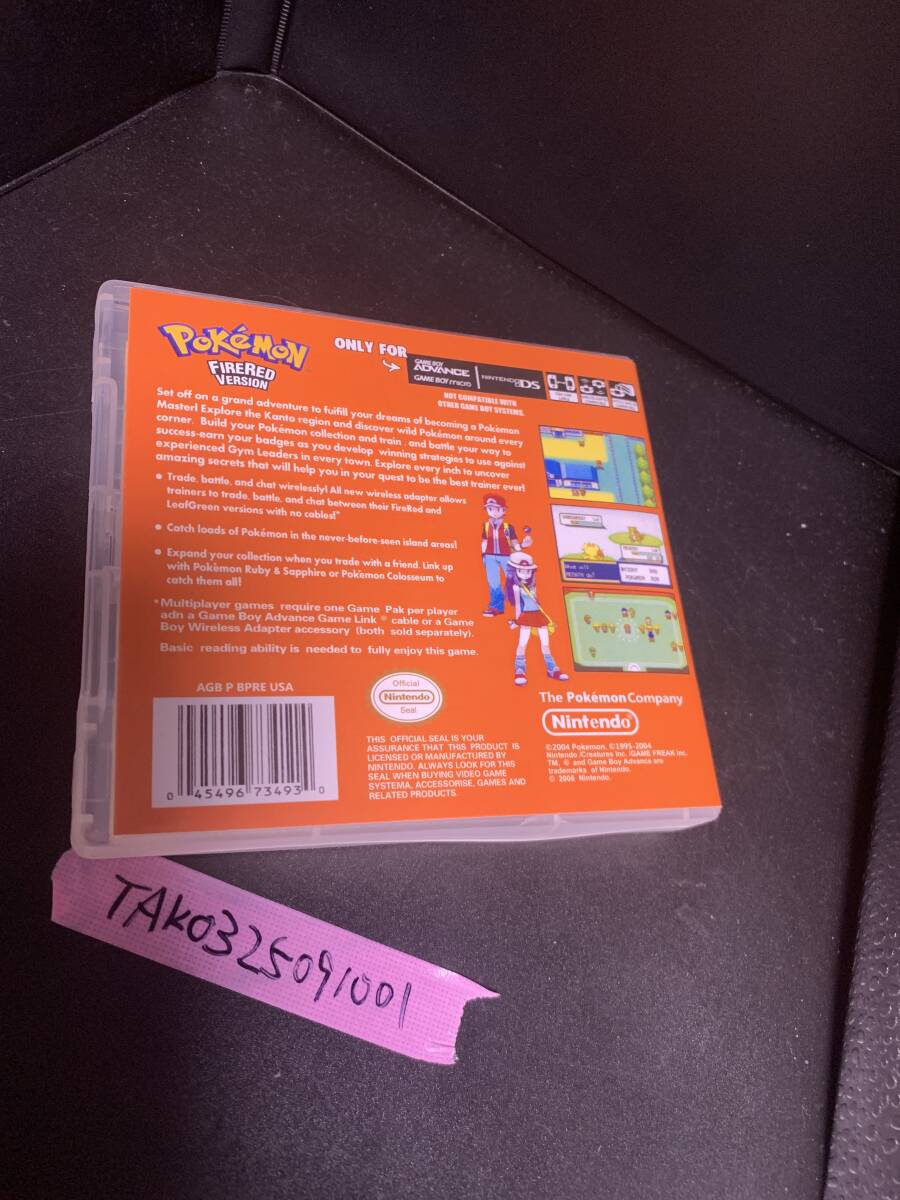 POKéMON
FIRERED
VERSION
ONLY FOR
GAME BOY
ADVANCE
GAME BOY micro
NINTENDO DS
NOT COMPATIBLE WITH
OTHER GAME BOY SYSTEMS.
Set off on a grand adventure to fulfill your dreams of becoming a Pokémon
Master! Explore the Kanto region and discover wild Pokémon around every
corner. Build your Pokémon collection and train , and battle your way to
success-earn your badges as you develop winning strategies to use against
experienced Gym Leaders in every town. Explore every inch to uncover
amazing secrets that will help you in your quest to be the best trainer ever!
• Trade, battle, and chat wirelessly! All new wireless adapter allows
trainers to trade, battle, and chat between their FireRed and
LeafGreen versions with no cables!*
• Catch loads of Pokémon in the never-before-seen island areas!
• Expand your collection when you trade with a friend. Link up
with Pokémon Ruby & Sapphire or Pokémon Colosseum to
catch them all!
*Multiplayer games require one Game Pak per player
adn a Game Boy Advance Game Link ® cable or a Game
Boy Wireless Adapter accessory (both sold separately).
Basic reading ability is needed to fully enjoy this game.
AGB P BPRE USA
0 45496 73493 0
Official
Nintendo
Seal
THIS OFFICIAL SEAL IS YOUR
ASSURANCE THAT THIS PRODUCT IS
LICENSED OR MANUFACTURED BY
NINTENDO. ALWAYS LOOK FOR THIS
SEAL WHEN BUYING VIDEO GAME
SYSTEMA, ACCESSORISE, GAMES AND
RELATED PRODUCTS.
The Pokémon Company
Nintendo®
©2004 Pokemon. ©1995-2004
Nintendo /Creatures Inc. /GAME FREAK inc.
TM, ® and Game Boy Advance are
trademarks of Nintendo.
© 2006 Nintendo.
TAK0325091001